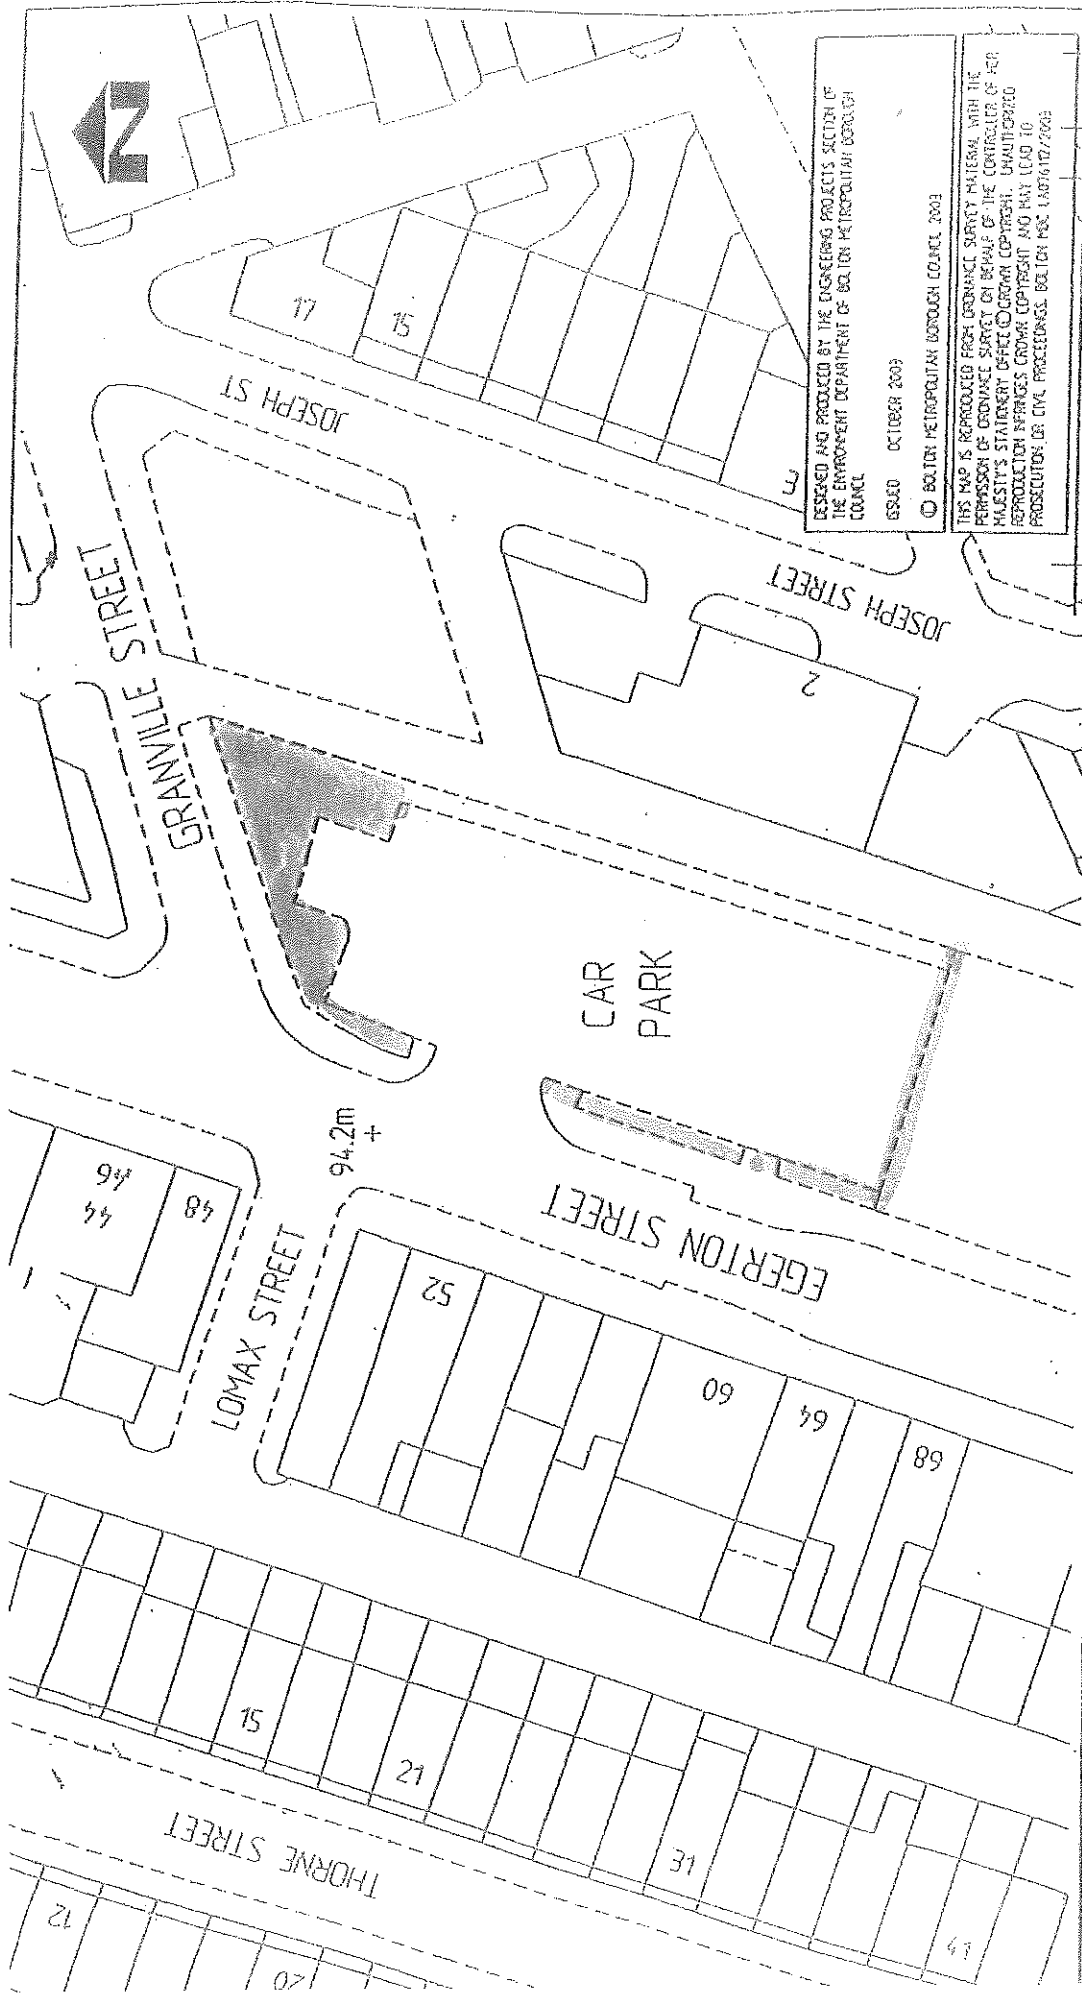 N
17
15
JOSEPH ST
3
GRANVILLE STREET
JOSEPH STREET
2
CAR
PARK
94.2m
+
46
44
48
LOMAX STREET
EGERTON STREET
52
60
64
68
15
21
31
41
THORNE STREET
12
20
DESIGNED AND PRODUCED BY THE ENGINEERING PROJECTS SECTION OF
THE ENVIRONMENT DEPARTMENT OF BOLTON METROPOLITAN BOROUGH
COUNCIL
ISSUED OCTOBER 2003
© BOLTON METROPOLITAN BOROUGH COUNCIL 2003
THIS MAP IS REPRODUCED FROM ORDNANCE SURVEY MATERIAL WITH THE
PERMISSION OF ORDNANCE SURVEY ON BEHALF OF THE CONTROLLER OF HER
MAJESTY'S STATIONERY OFFICE © CROWN COPYRIGHT. UNAUTHORIZED
REPRODUCTION INFRINGES CROWN COPYRIGHT AND MAY LEAD TO
PROSECUTION OR CIVIL PROCEEDINGS. BOLTON MBC